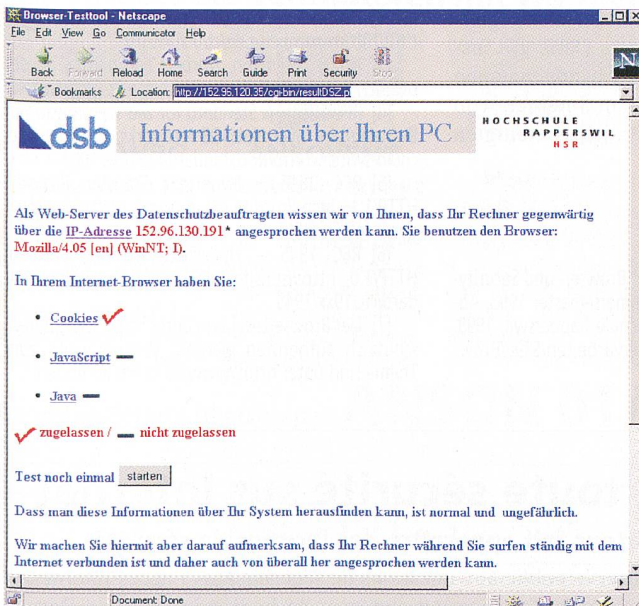 Browser-Testtool - Netscape
File Edit View Go Communicator Help
Back Forward Reload Home Search Guide Print Security Stop
N
Bookmarks Location: http://152.96.120.35/cgi-bin/resultDSZ.pl
dsb Informationen über Ihren PC
HOCHSCHULE
RAPPERSWIL
HSR
Als Web-Server des Datenschutzbeauftragten wissen wir von Ihnen, dass Ihr Rechner gegenwärtig
über die IP-Adresse 152.96.130.191* angesprochen werden kann. Sie benutzen den Browser:
Mozilla/4.05 [en] (WinNT; I).
In Ihrem Internet-Browser haben Sie:
• Cookies
• JavaScript
• Java
zugelassen / nicht zugelassen
Test noch einmal starten
Dass man diese Informationen über Ihr System herausfinden kann, ist normal und ungefährlich.
Wir machen Sie hiermit aber darauf aufmerksam, dass Ihr Rechner während Sie surfen ständig mit dem
Internet verbunden ist und daher auch von überall her angesprochen werden kann.
Document: Done